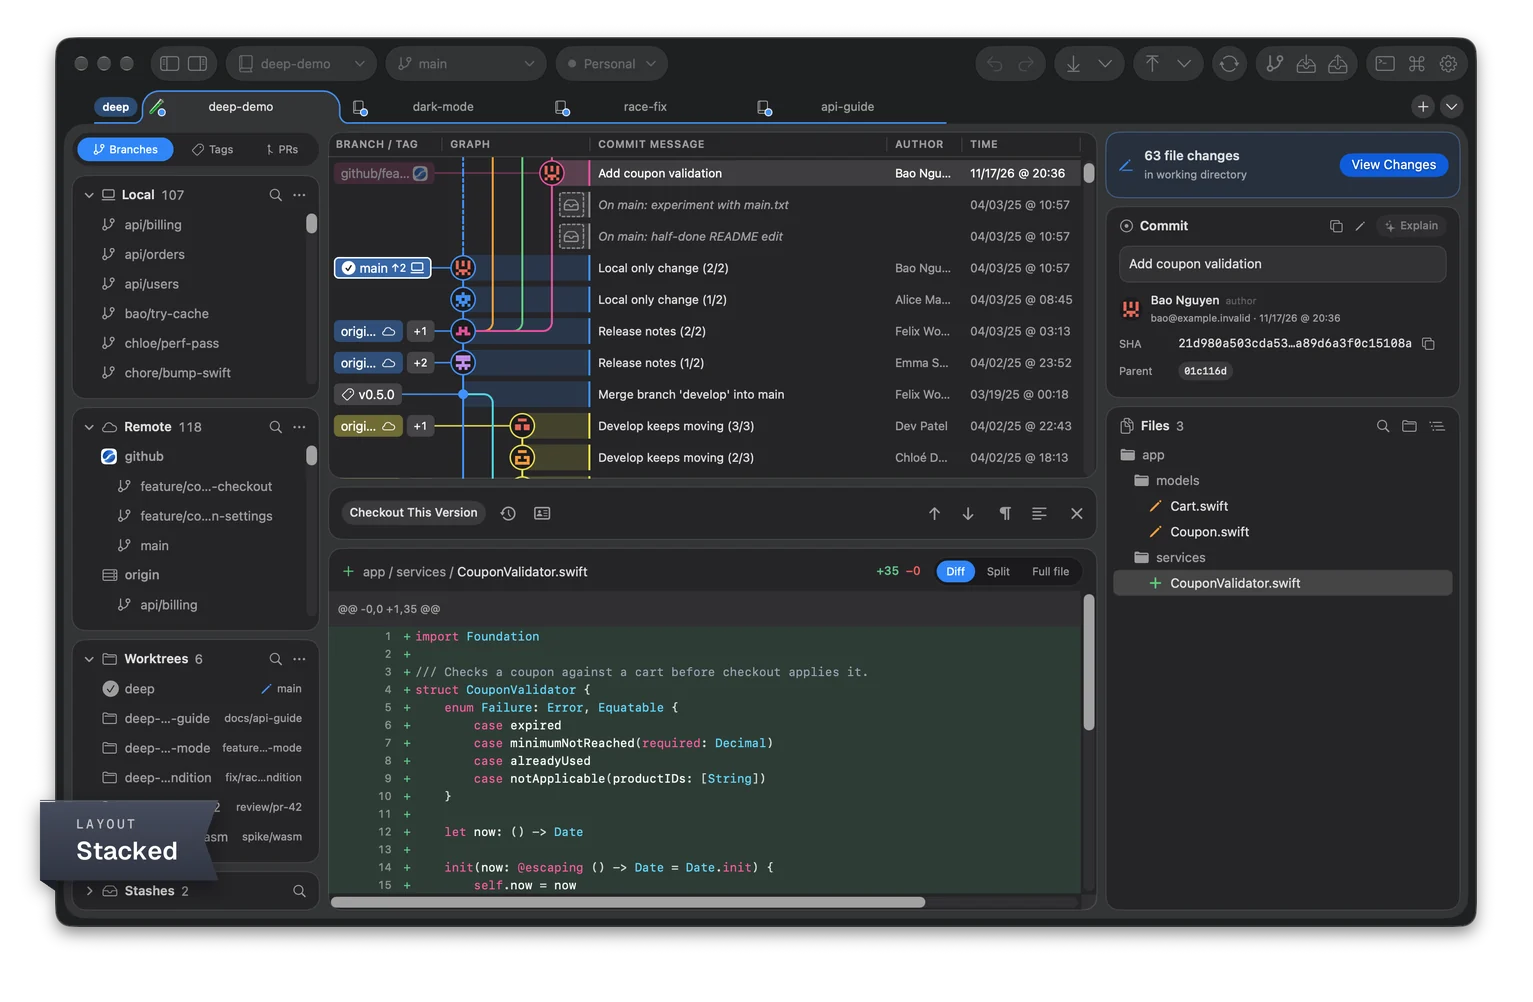 deep-demo
main
Personal
deep
deep-demo
dark-mode
race-fix
api-guide
Branches
Tags
PRs
Local 107
api/billing
api/orders
api/users
bao/try-cache
chloe/perf-pass
chore/bump-swift
Remote 118
github
feature/co...-checkout
feature/co...n-settings
main
origin
api/billing
Worktrees 6
deep main
deep-...-guide docs/api-guide
deep-...-mode feature...-mode
deep-...ndition fix/rac...ndition
2 review/pr-42
asm spike/wasm
Stashes 2
LAYOUT
Stacked
BRANCH / TAG GRAPH COMMIT MESSAGE AUTHOR TIME
github/fea... Add coupon validation Bao Ngu... 11/17/26 @ 20:36
On main: experiment with main.txt 04/03/25 @ 10:57
On main: half-done README edit 04/03/25 @ 10:57
main ↑2 Local only change (2/2) Bao Ngu... 04/03/25 @ 10:57
Local only change (1/2) Alice Ma... 04/03/25 @ 08:45
origi... +1 Release notes (2/2) Felix Wo... 04/03/25 @ 03:13
origi... +2 Release notes (1/2) Emma S... 04/02/25 @ 23:52
v0.5.0 Merge branch 'develop' into main Felix Wo... 03/19/25 @ 00:18
origi... +1 Develop keeps moving (3/3) Dev Patel 04/02/25 @ 22:43
Develop keeps moving (2/3) Chloé D... 04/02/25 @ 18:13
Checkout This Version
+ app / services / CouponValidator.swift +35 −0 Diff Split Full file
@@ -0,0 +1,35 @@
1 + import Foundation
2 +
3 + /// Checks a coupon against a cart before checkout applies it.
4 + struct CouponValidator {
5 + enum Failure: Error, Equatable {
6 + case expired
7 + case minimumNotReached(required: Decimal)
8 + case alreadyUsed
9 + case notApplicable(productIDs: [String])
10 + }
11 +
12 + let now: () -> Date
13 +
14 + init(now: @escaping () -> Date = Date.init) {
15 + self.now = now
63 file changes
in working directory
View Changes
Commit
Explain
Add coupon validation
Bao Nguyen author
bao@example.invalid · 11/17/26 @ 20:36
SHA 21d980a503cda53…a89d6a3f0c15108a
Parent 01c116d
Files 3
app
models
Cart.swift
Coupon.swift
services
CouponValidator.swift